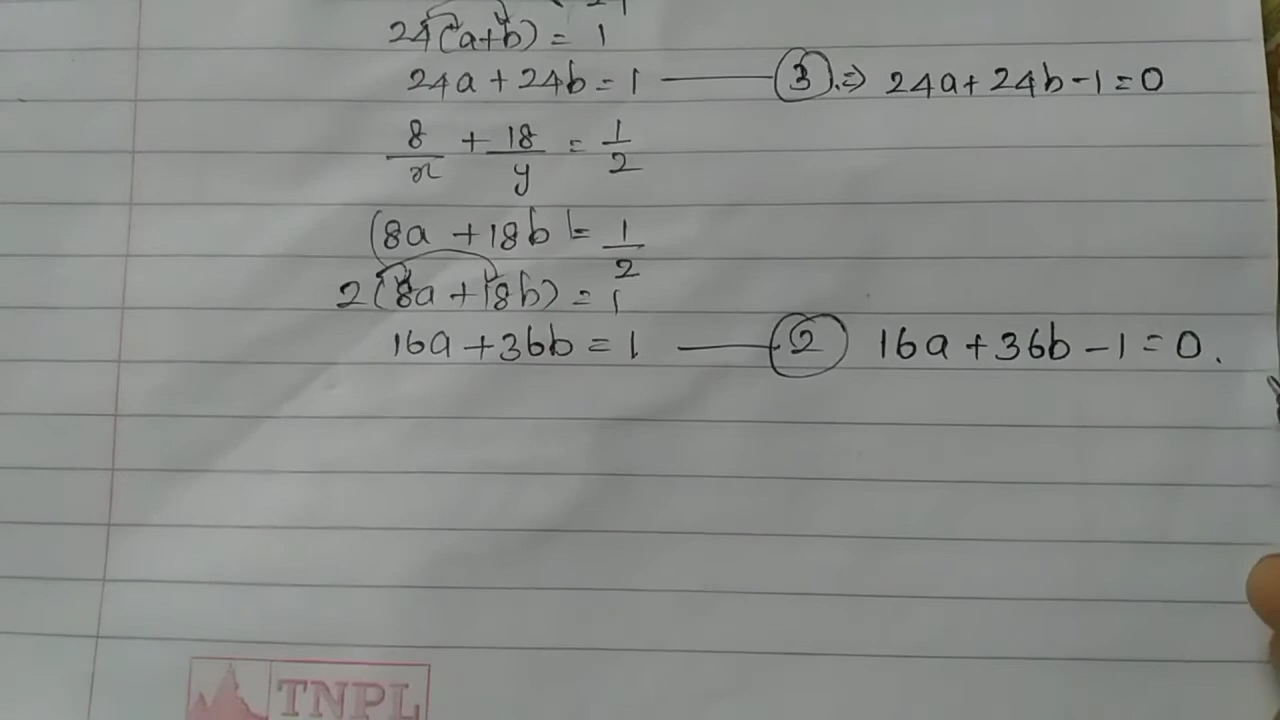 24(a+b) = 1
24a + 24b = 1 —— (3) ⇒ 24a + 24b - 1 = 0
8/x + 18/y = 1/2
(8a + 18b) = 1/2
2(8a + 18b) = 1
16a + 36b = 1 —— (2) 16a + 36b - 1 = 0.
TNPL